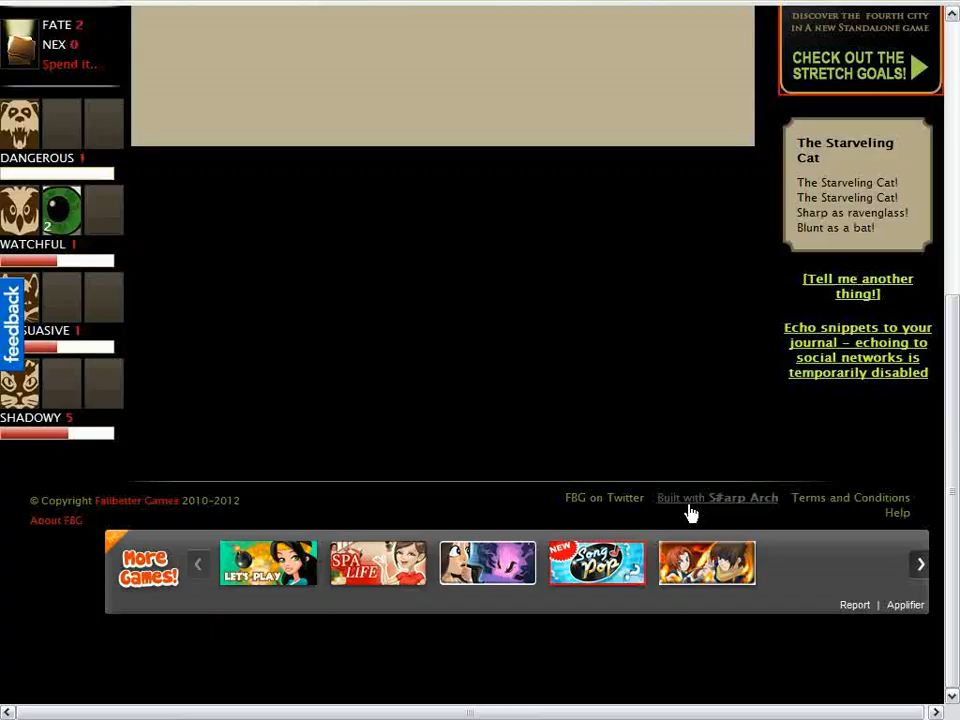 FATE 2
NEX 0
Spend it..
DANGEROUS 1
2
WATCHFUL 1
SUASIVE 1
SHADOWY 5
feedback
DISCOVER THE FOURTH CITY
IN A NEW STANDALONE GAME
CHECK OUT THE
STRETCH GOALS!
The Starveling
Cat
The Starveling Cat!
The Starveling Cat!
Sharp as ravenglass!
Blunt as a bat!
[Tell me another
thing!]
Echo snippets to your
journal - echoing to
social networks is
temporarily disabled
© Copyright Failbetter Games 2010-2012
About FBG
FBG on Twitter
Built with S#arp Arch
Terms and Conditions
Help
More
Games!
LET'S PLAY
SPA
LIFE
NEW
Song
Pop
Report | Applifier